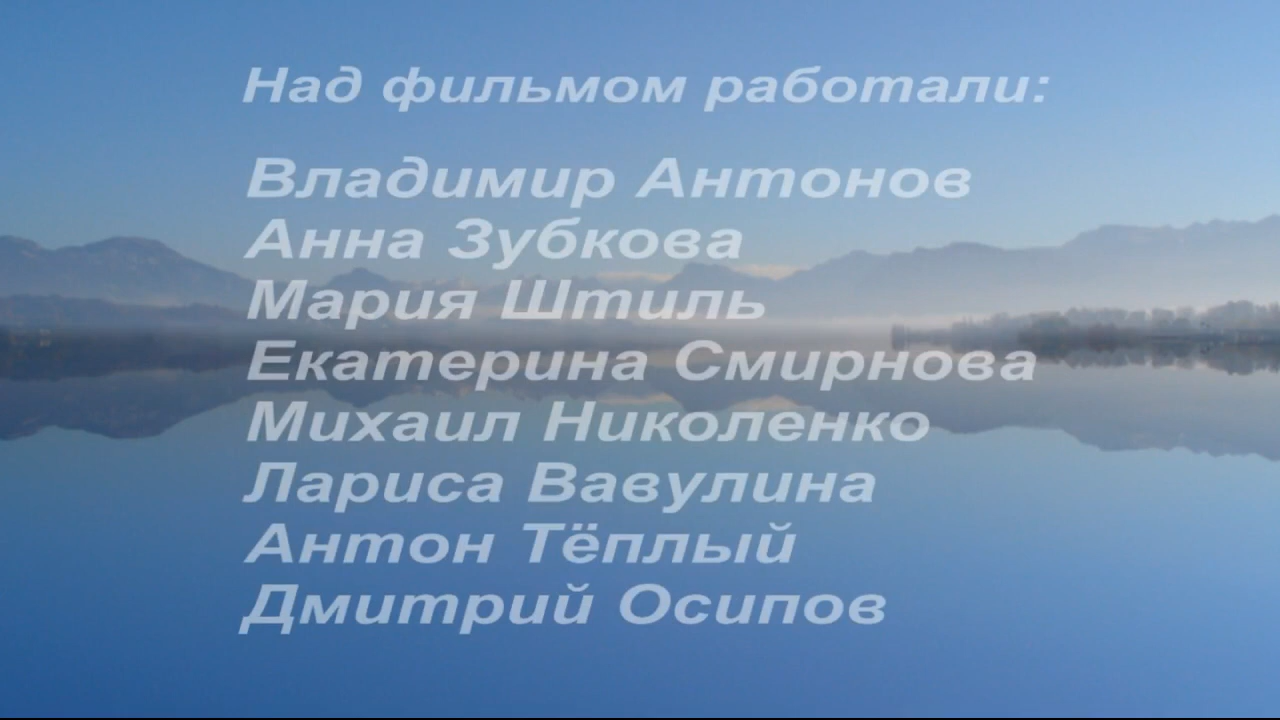 Над фильмом работали:
Владимир Антонов
Анна Зубкова
Мария Штиль
Екатерина Смирнова
Михаил Николенко
Лариса Вавулина
Антон Тёплый
Дмитрий Осипов